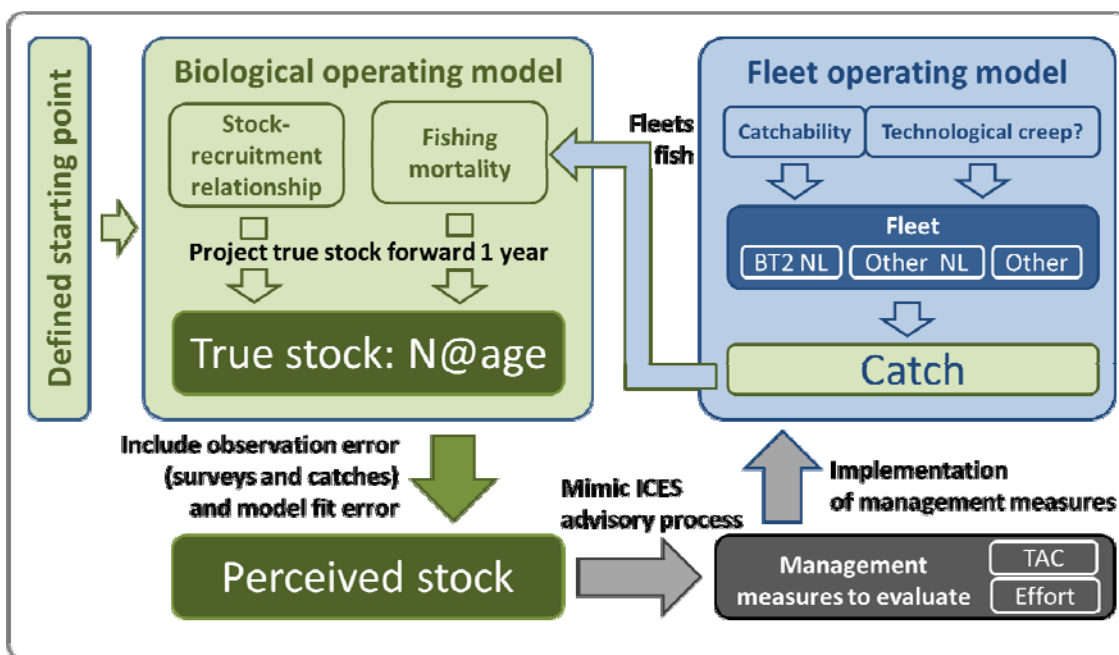 Defined starting point
Biological operating model
Stock-
recruitment
relationship
Fishing
mortality
Project true stock forward 1 year
True stock: N@age
Fleets
fish
Fleet operating model
Catchability
Technological creep?
Fleet
BT2 NL
Other NL
Other
Catch
Include observation error
(surveys and catches)
and model fit error
Perceived stock
Mimic ICES
advisory process
Implementation
of management measures
Management
measures to evaluate
TAC
Effort